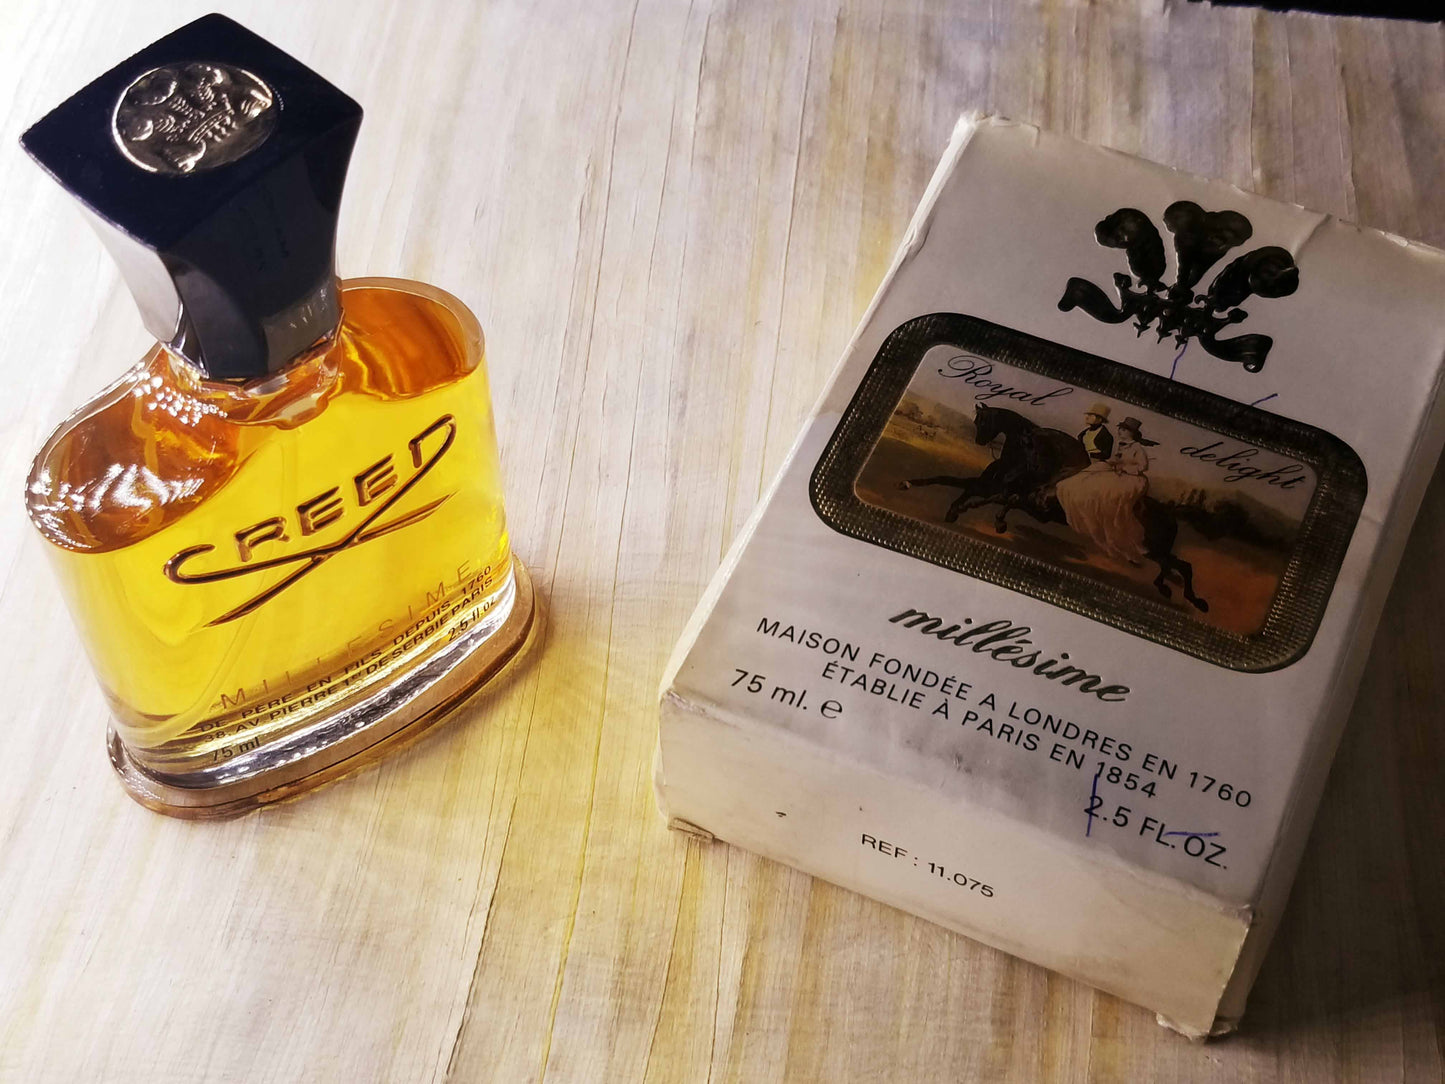 CREED
MILLESIME
DE PERE EN FILS DEPUIS 1760
38, AV. PIERRE 1er DE SERBIE PARIS
75 ml
2.5 fl.oz
Royal
delight
millésime
MAISON FONDÉE A LONDRES EN 1760
ÉTABLIE À PARIS EN 1854
75 ml. ℮
2.5 FL. OZ.
REF : 11.075